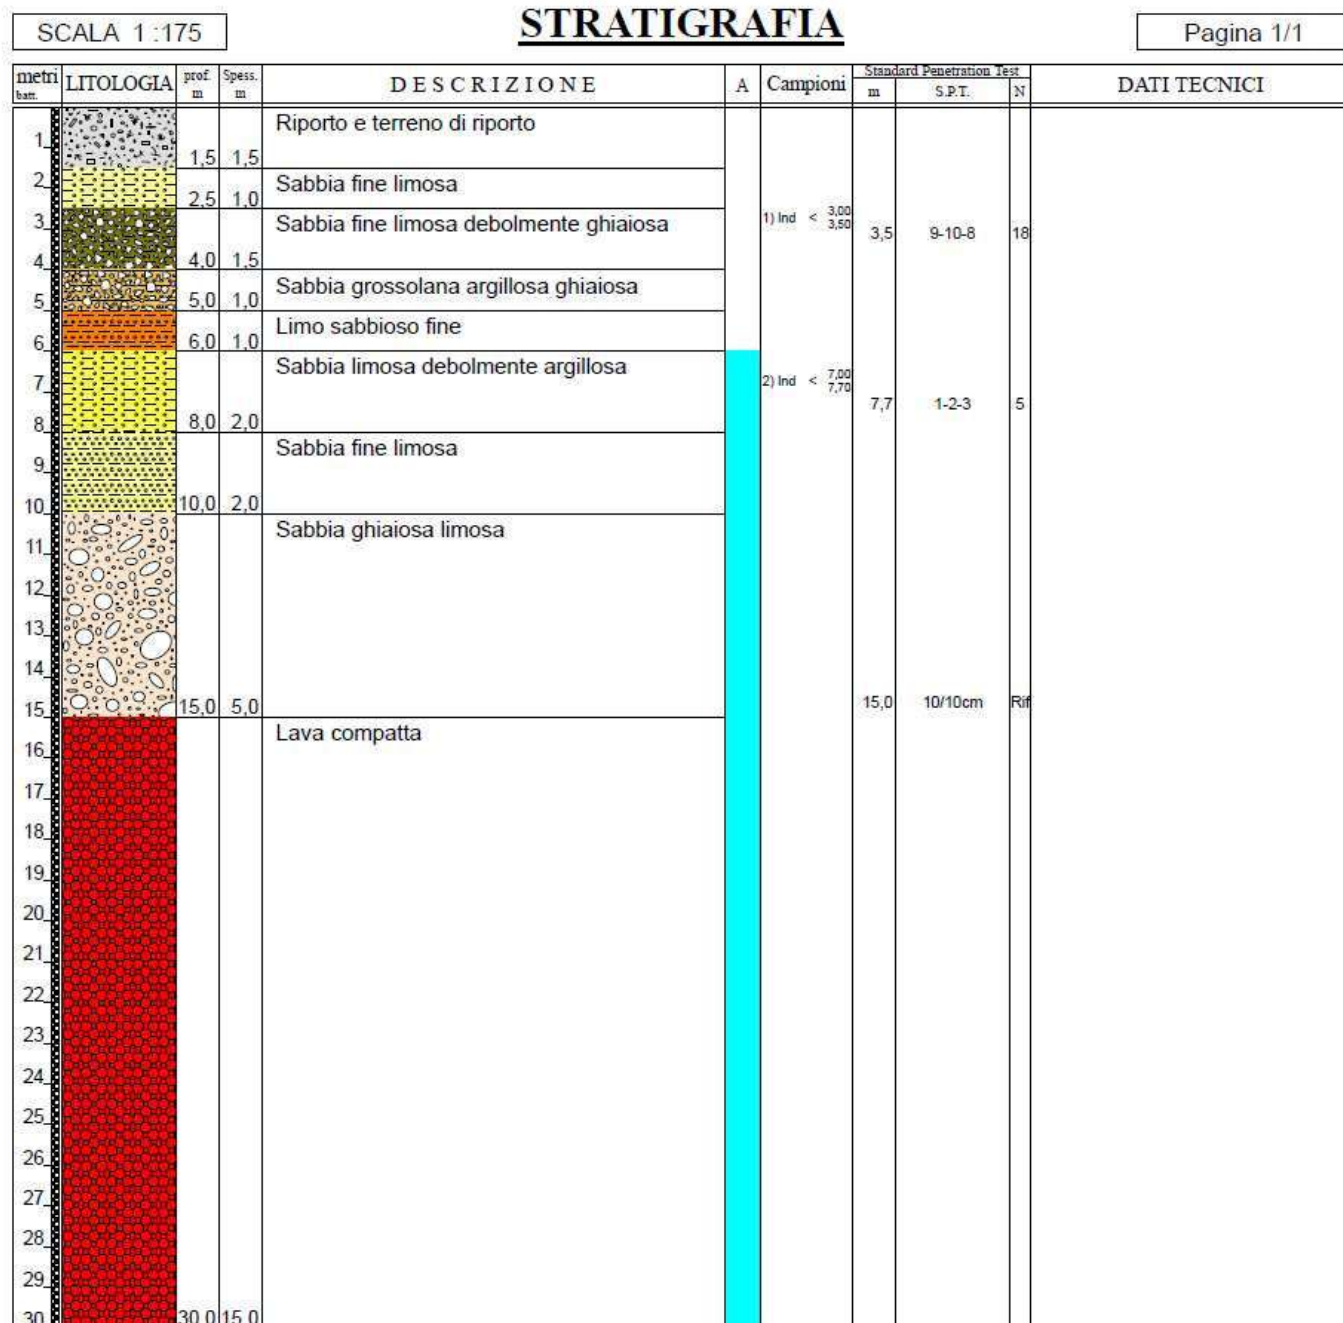 SCALA 1:175
STRATIGRAFIA
Pagina 1/1
metri batt.
LITOLOGIA
prof. m
Spess. m
DESCRIZIONE
A
Campioni
Standard Penetration Test
m
S.P.T.
N
DATI TECNICI
Riporto e terreno di riporto
1
1,5 1,5
2
Sabbia fine limosa
2,5 1,0
3
Sabbia fine limosa debolmente ghiaiosa
1) Ind < 3,00 3,50
3,5 9-10-8 18
4
4,0 1,5
Sabbia grossolana argillosa ghiaiosa
5
5,0 1,0
Limo sabbioso fine
6
6,0 1,0
Sabbia limosa debolmente argillosa
7
2) Ind < 7,00 7,70
7,7 1-2-3 5
8
8,0 2,0
Sabbia fine limosa
9
10
10,0 2,0
Sabbia ghiaiosa limosa
11
12
13
14
15
15,0 5,0
15,0 10/10cm Rif
Lava compatta
16
17
18
19
20
21
22
23
24
25
26
27
28
29
30
30,0 15,0